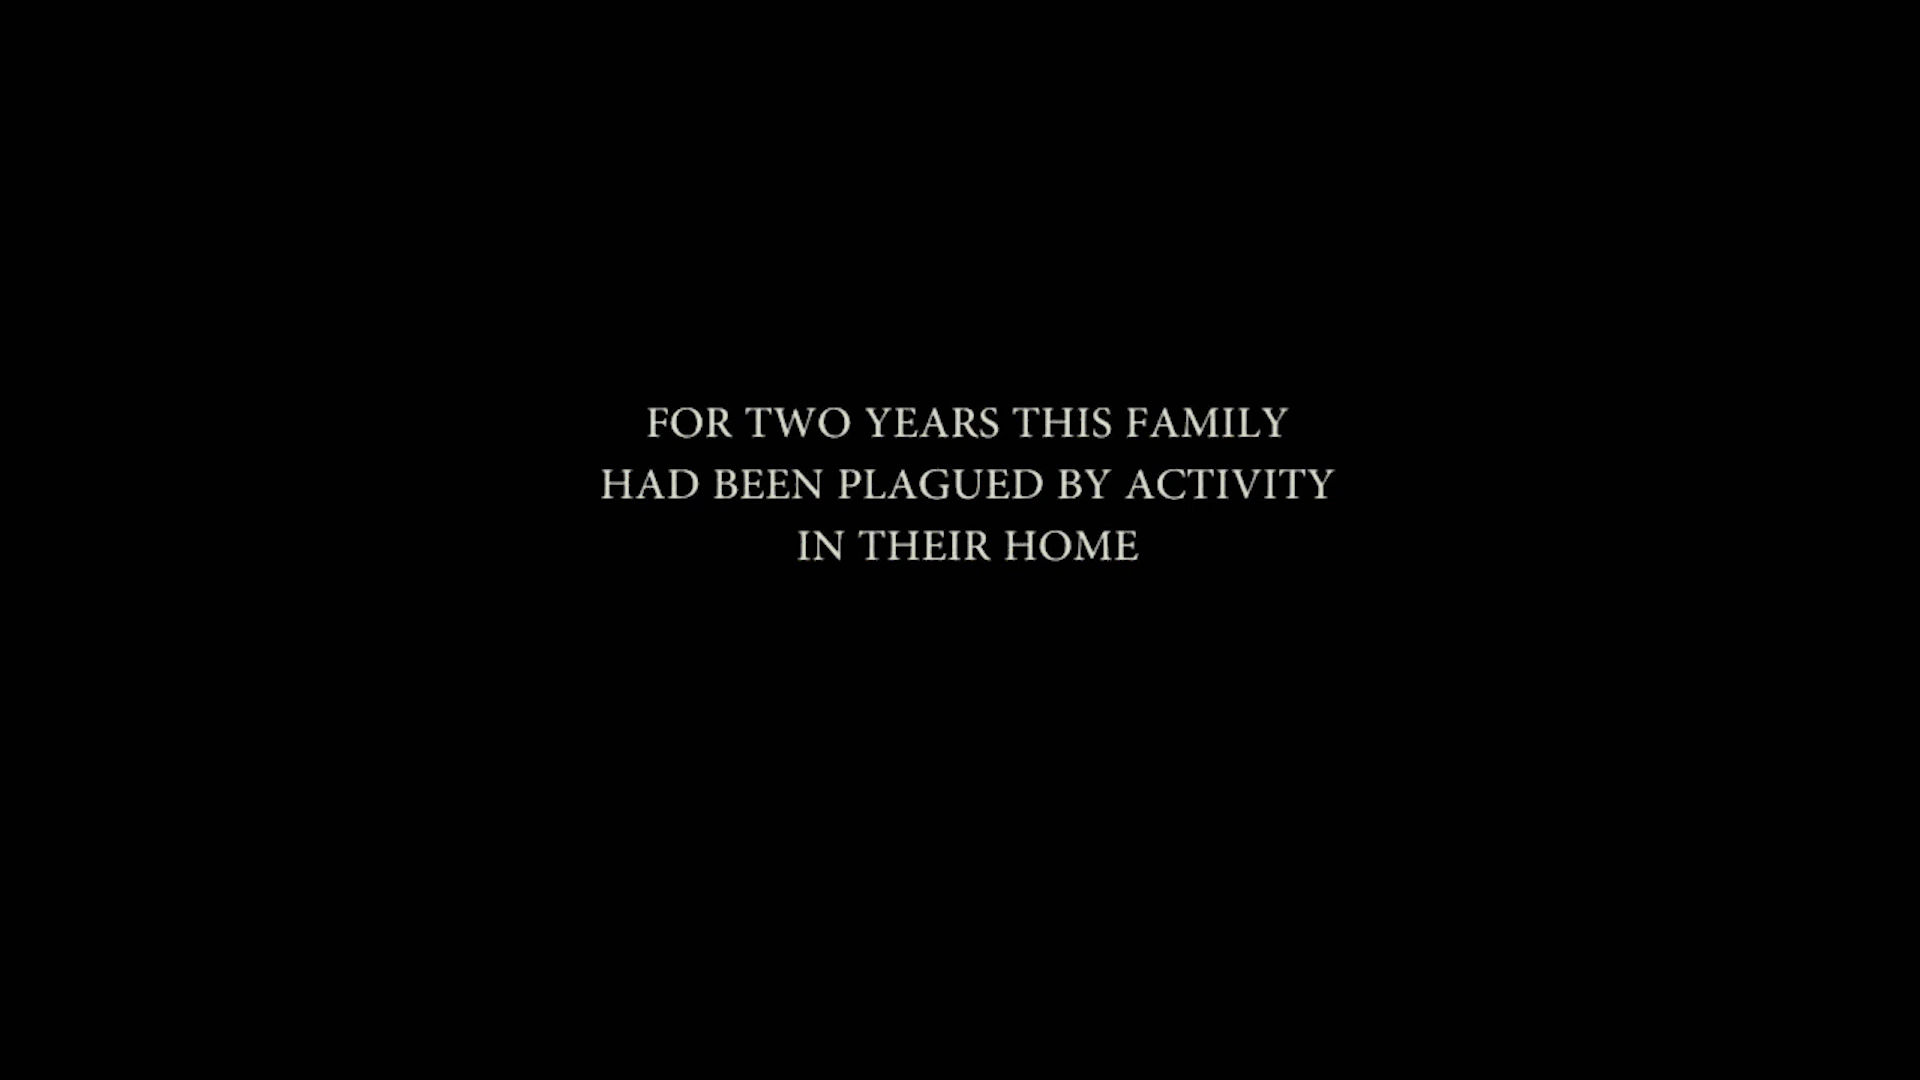 FOR TWO YEARS THIS FAMILY
HAD BEEN PLAGUED BY ACTIVITY
IN THEIR HOME